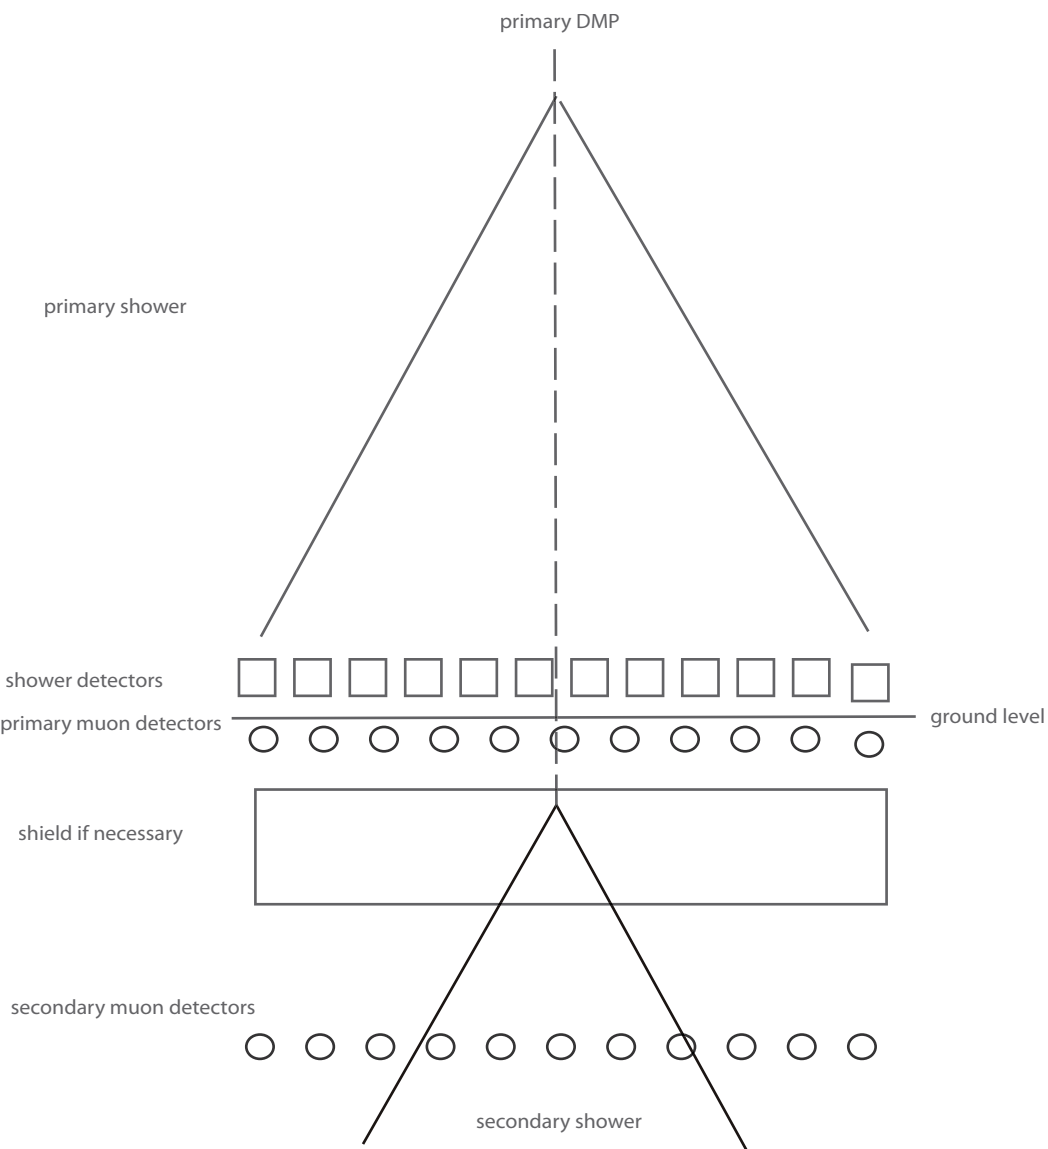 primary DMP
primary shower
shower detectors
primary muon detectors
ground level
shield if necessary
secondary muon detectors
secondary shower